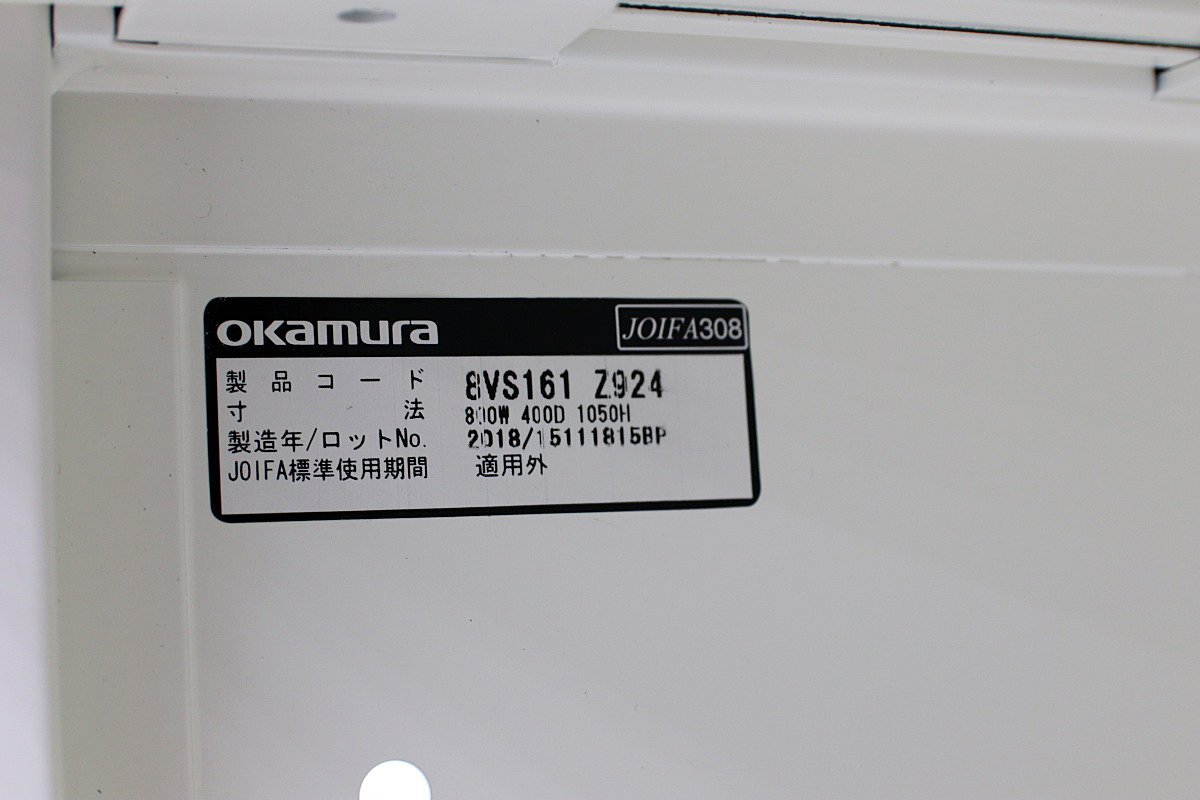 okamura
JOIFA308
製品コード 8VS161 Z924
寸法 800W 400D 1050H
製造年/ロットNo. 2018/15111815BP
JOIFA標準使用期間 適用外